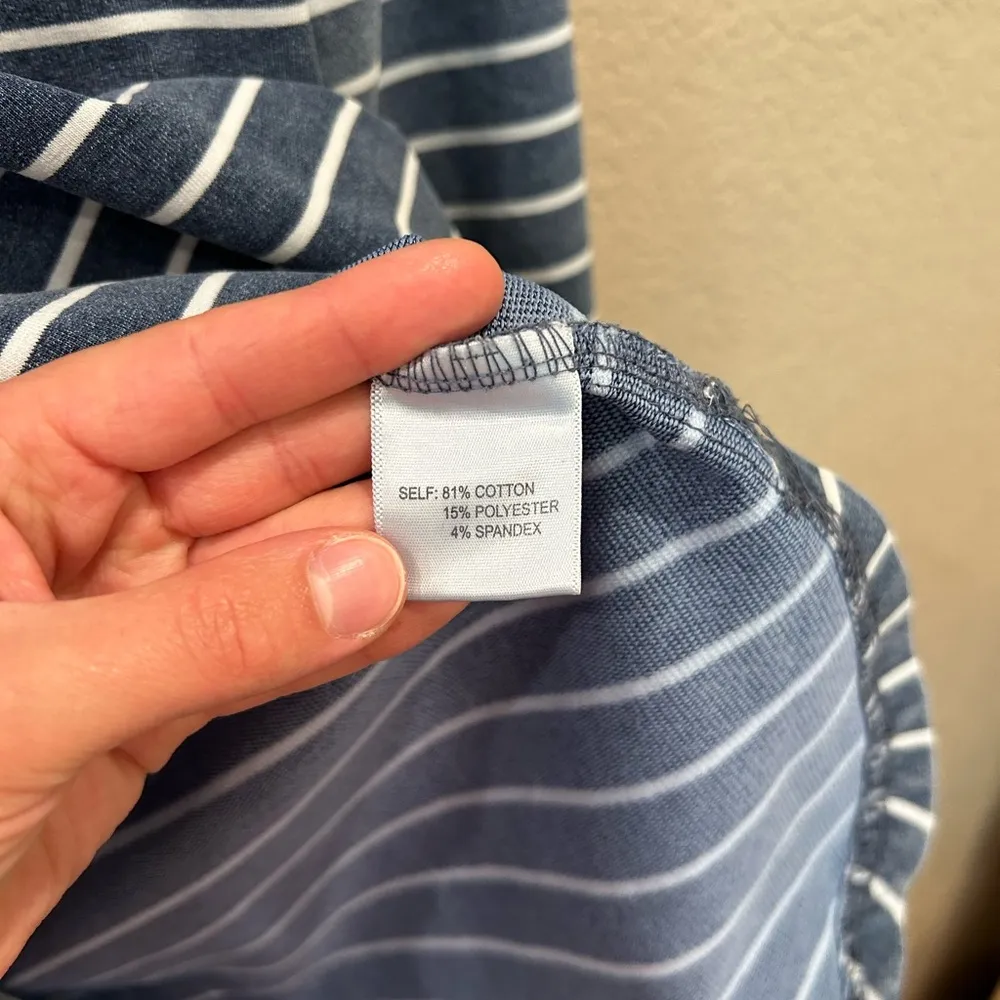 SELF: 81% COTTON
15% POLYESTER
4% SPANDEX